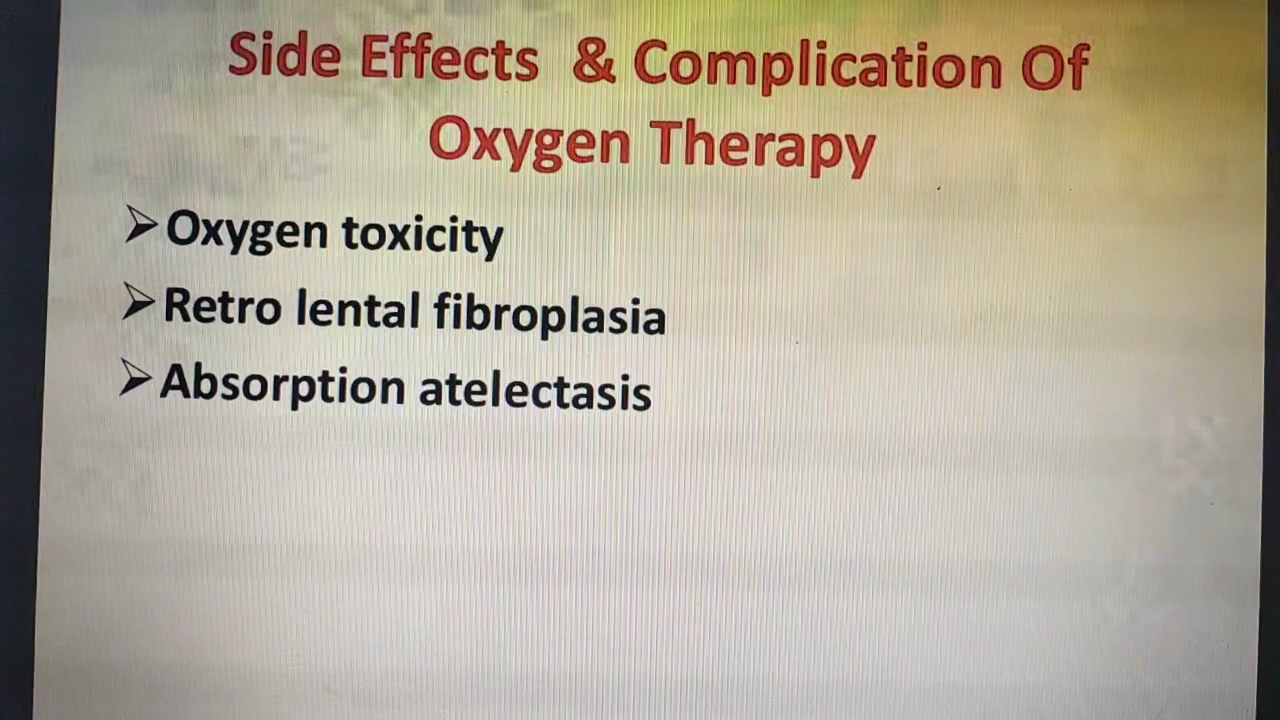 Side Effects & Complication Of
Oxygen Therapy
➢Oxygen toxicity
➢Retro lental fibroplasia
➢Absorption atelectasis